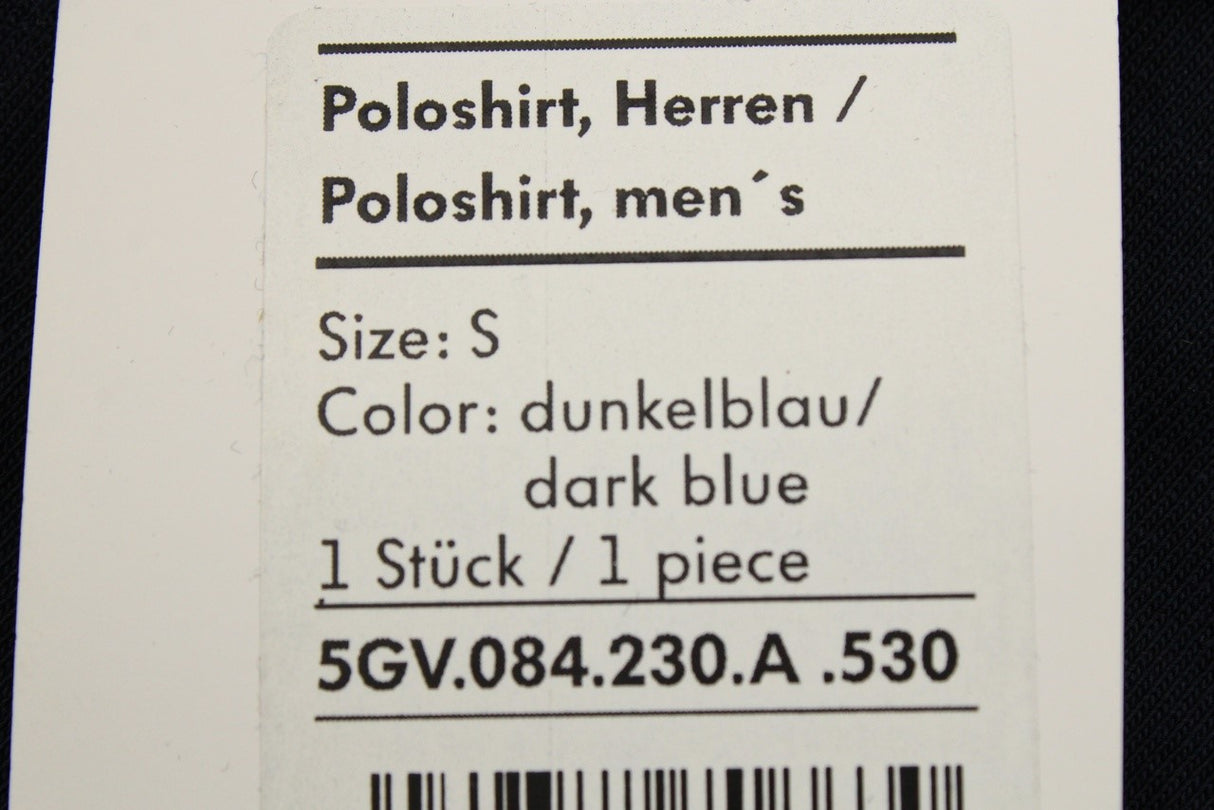 Poloshirt, Herren /
Poloshirt, men´s
Size: S
Color: dunkelblau/
dark blue
1 Stück / 1 piece
5GV.084.230.A .530